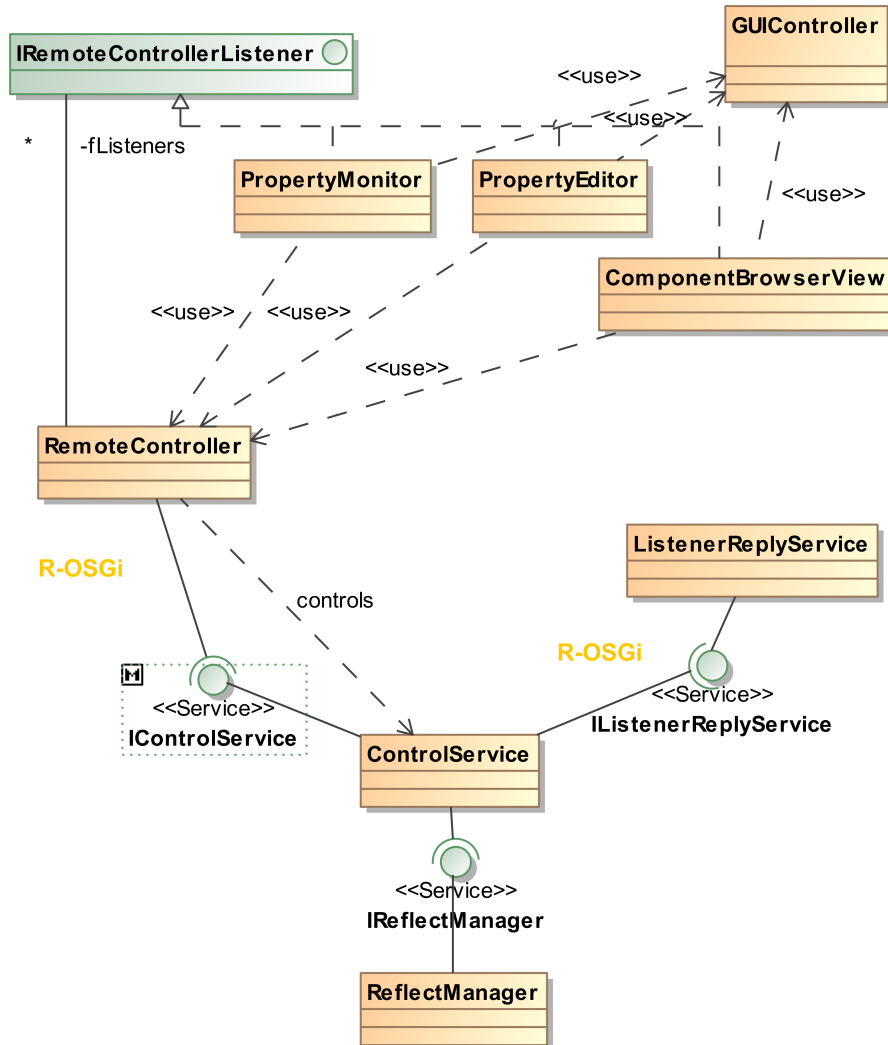 GUIController
IRemoteControllerListener
<<use>>
<<use>>
*
-fListeners
PropertyMonitor
PropertyEditor
<<use>>
ComponentBrowserView
<<use>>
<<use>>
<<use>>
RemoteController
ListenerReplyService
R-OSGi
controls
R-OSGi
M
<<Service>>
IListenerReplyService
<<Service>>
IControlService
ControlService
<<Service>>
IReflectManager
ReflectManager